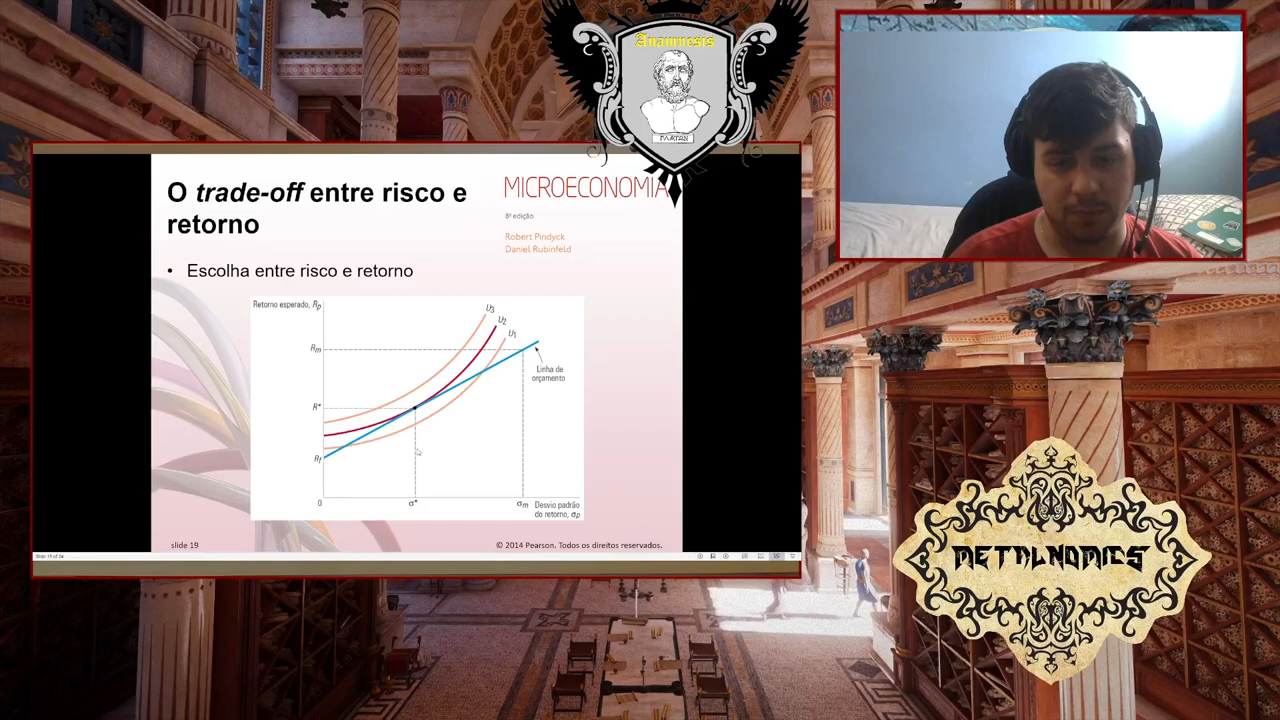 Anamnesis
FAKTAN
O trade-off entre risco e
retorno
MICROECONOMIA
8ª edição
Robert Pindyck
Daniel Rubinfeld
• Escolha entre risco e retorno
Retorno esperado, Rp
U3
U2
U1
Rm
Linha de
orçamento
R*
Rf
0
σ*
σm
Desvio padrão
do retorno, σp
slide 19
© 2014 Pearson. Todos os direitos reservados.
METALNOMICS